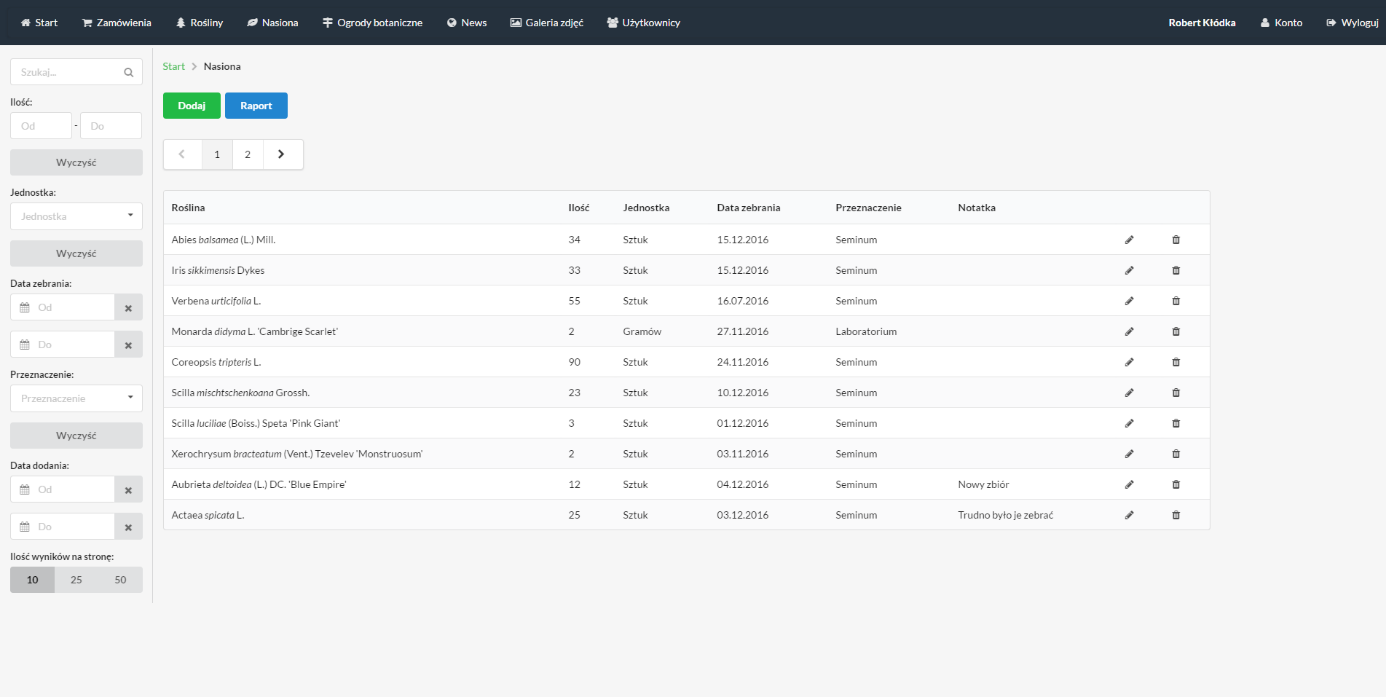 Start Zamówienia Rośliny Nasiona Ogrody botaniczne News Galeria zdjęć Użytkownicy Robert Kłódka Konto Wyloguj
Szukaj...
Ilość:
Od - Do
Wyczyść
Jednostka:
Jednostka
Wyczyść
Data zebrania:
Od
Do
Przeznaczenie:
Przeznaczenie
Wyczyść
Data dodania:
Od
Do
Ilość wyników na stronę:
10 25 50
Start > Nasiona
Dodaj Raport
1 2
Roślina Ilość Jednostka Data zebrania Przeznaczenie Notatka
Abies balsamea (L.) Mill. 34 Sztuk 15.12.2016 Seminum
Iris sikkimensis Dykes 33 Sztuk 15.12.2016 Seminum
Verbena urticifolia L. 55 Sztuk 16.07.2016 Seminum
Monarda didyma L. 'Cambrige Scarlet' 2 Gramów 27.11.2016 Laboratorium
Coreopsis tripteris L. 90 Sztuk 24.11.2016 Seminum
Scilla mischtschenkoana Grossh. 23 Sztuk 10.12.2016 Seminum
Scilla luciliae (Boiss.) Speta 'Pink Giant' 3 Sztuk 01.12.2016 Seminum
Xerochrysum bracteatum (Vent.) Tzvelev 'Monstruosum' 2 Sztuk 03.11.2016 Seminum
Aubrieta deltoidea (L.) DC. 'Blue Empire' 12 Sztuk 04.12.2016 Seminum Nowy zbiór
Actaea spicata L. 25 Sztuk 03.12.2016 Seminum Trudno było je zebrać